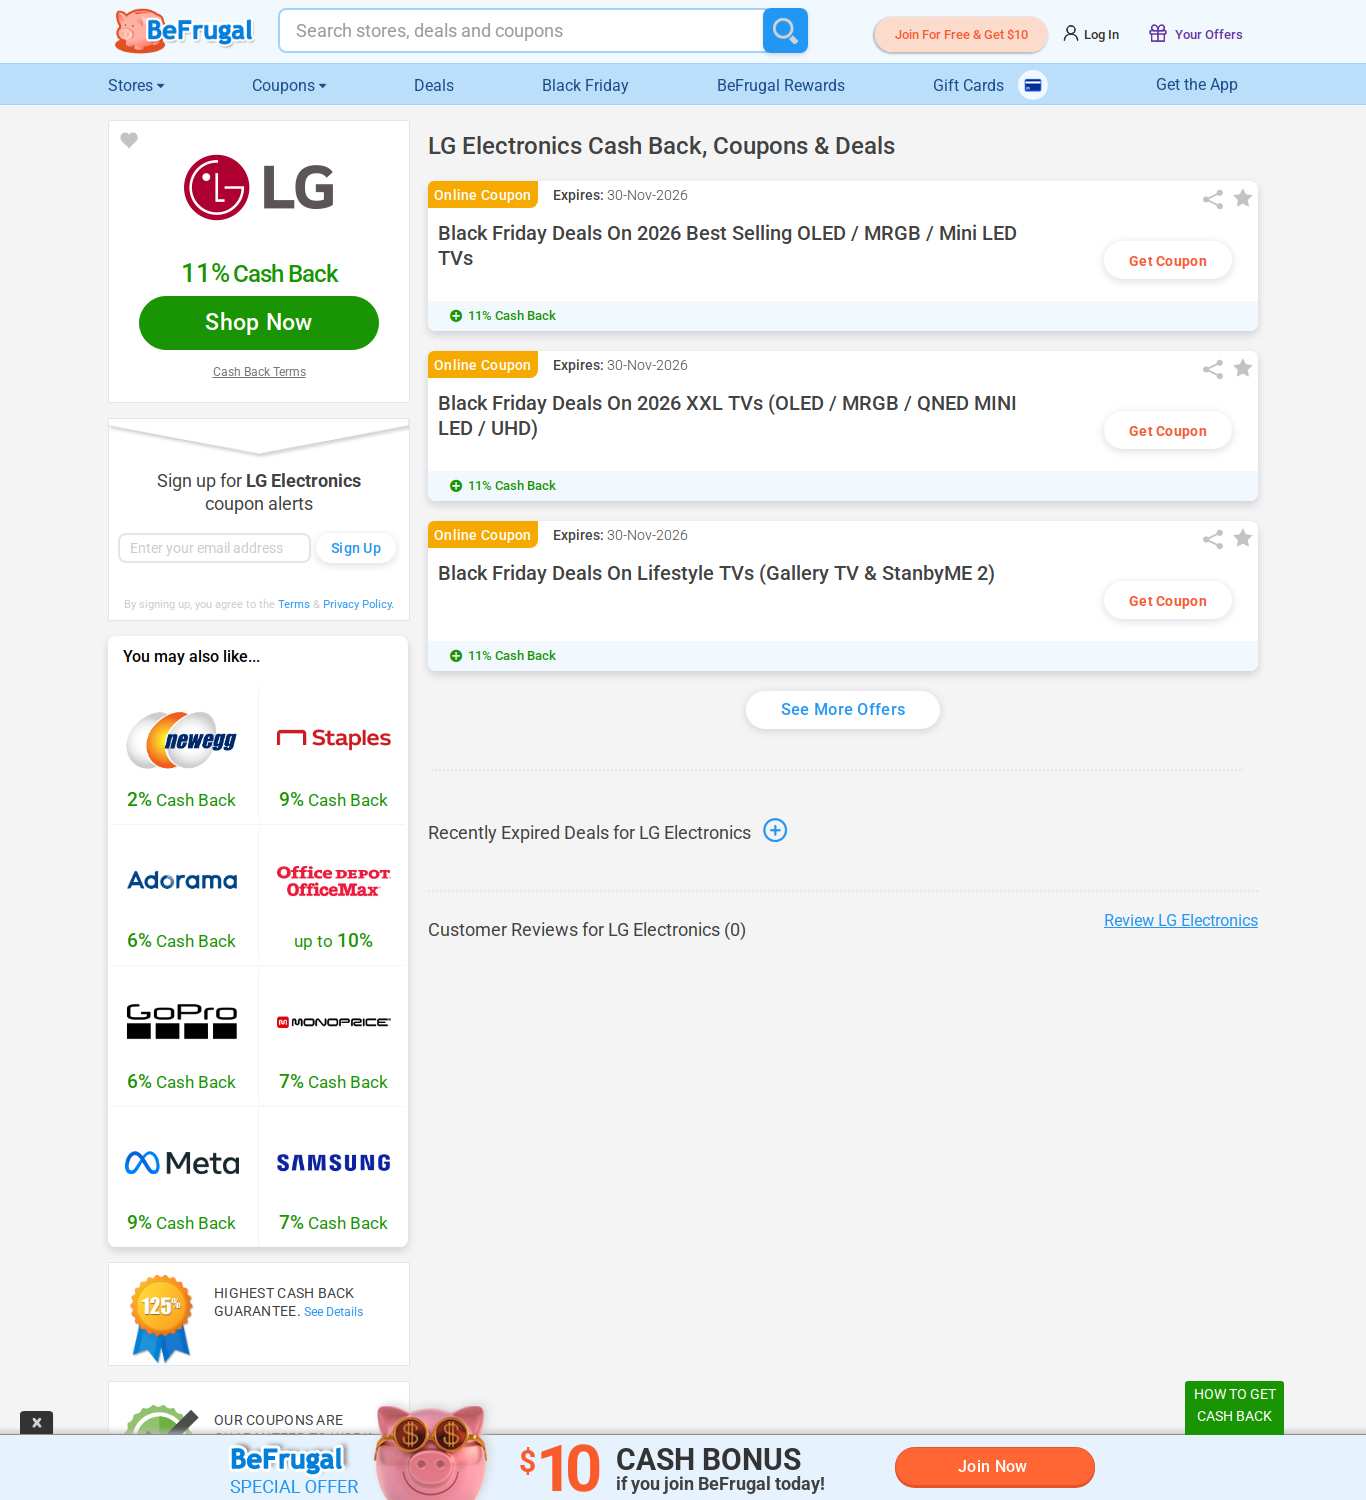 BeFrugal
Search stores, deals and coupons
Join For Free & Get $10
Log In
Your Offers
Stores
Coupons
Deals
Black Friday
BeFrugal Rewards
Gift Cards
Get the App
LG
11% Cash Back
Shop Now
Cash Back Terms
Sign up for LG Electronics
coupon alerts
Enter your email address
Sign Up
By signing up, you agree to the Terms & Privacy Policy.
You may also like...
newegg
Staples
2% Cash Back
9% Cash Back
Adorama
Office DEPOT
OfficeMax
6% Cash Back
up to 10%
GoPro
MONOPRICE
6% Cash Back
7% Cash Back
Meta
SAMSUNG
9% Cash Back
7% Cash Back
125%
HIGHEST CASH BACK
GUARANTEE. See Details
OUR COUPONS ARE
LG Electronics Cash Back, Coupons & Deals
Online Coupon
Expires: 30-Nov-2026
Black Friday Deals On 2026 Best Selling OLED / MRGB / Mini LED
TVs
Get Coupon
11% Cash Back
Online Coupon
Expires: 30-Nov-2026
Black Friday Deals On 2026 XXL TVs (OLED / MRGB / QNED MINI
LED / UHD)
Get Coupon
11% Cash Back
Online Coupon
Expires: 30-Nov-2026
Black Friday Deals On Lifestyle TVs (Gallery TV & StanbyME 2)
Get Coupon
11% Cash Back
See More Offers
Recently Expired Deals for LG Electronics
Customer Reviews for LG Electronics (0)
Review LG Electronics
HOW TO GET
CASH BACK
x
BeFrugal
SPECIAL OFFER
$ $
$10
CASH BONUS
if you join BeFrugal today!
Join Now